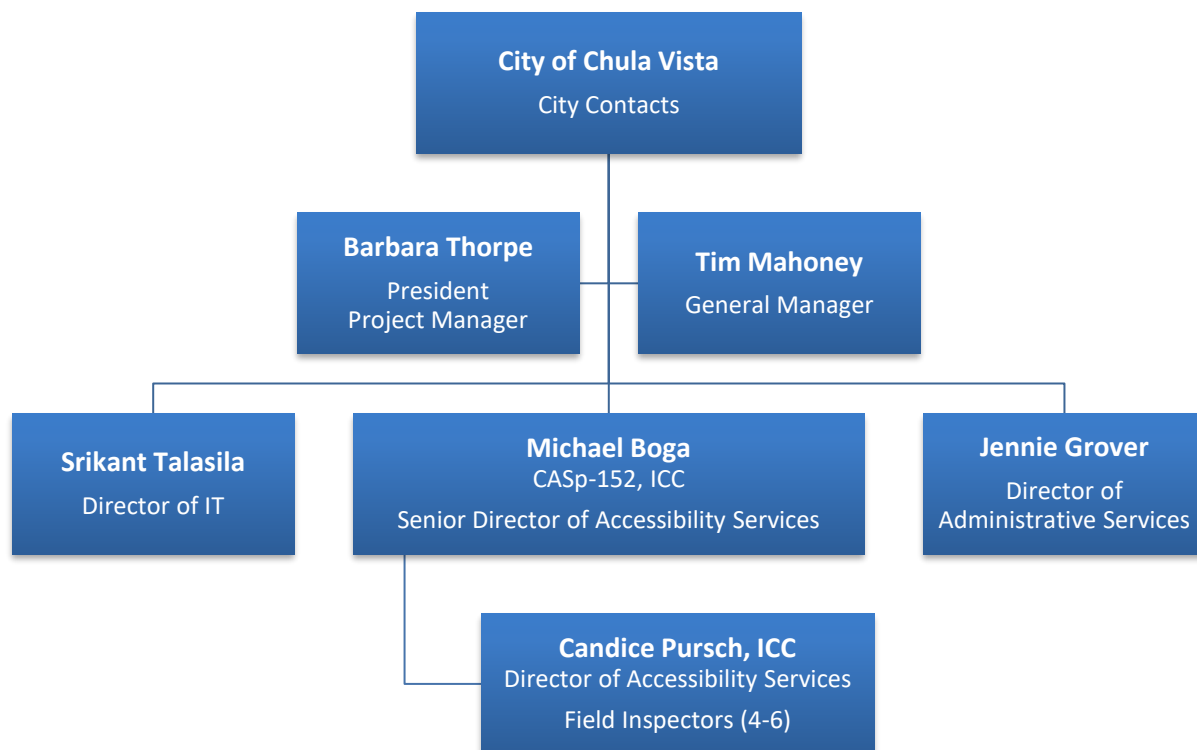 City of Chula Vista
City Contacts
Barbara Thorpe
President
Project Manager
Tim Mahoney
General Manager
Srikant Talasila
Director of IT
Michael Boga
CASp-152, ICC
Senior Director of Accessibility Services
Jennie Grover
Director of
Administrative Services
Candice Pursch, ICC
Director of Accessibility Services
Field Inspectors (4-6)